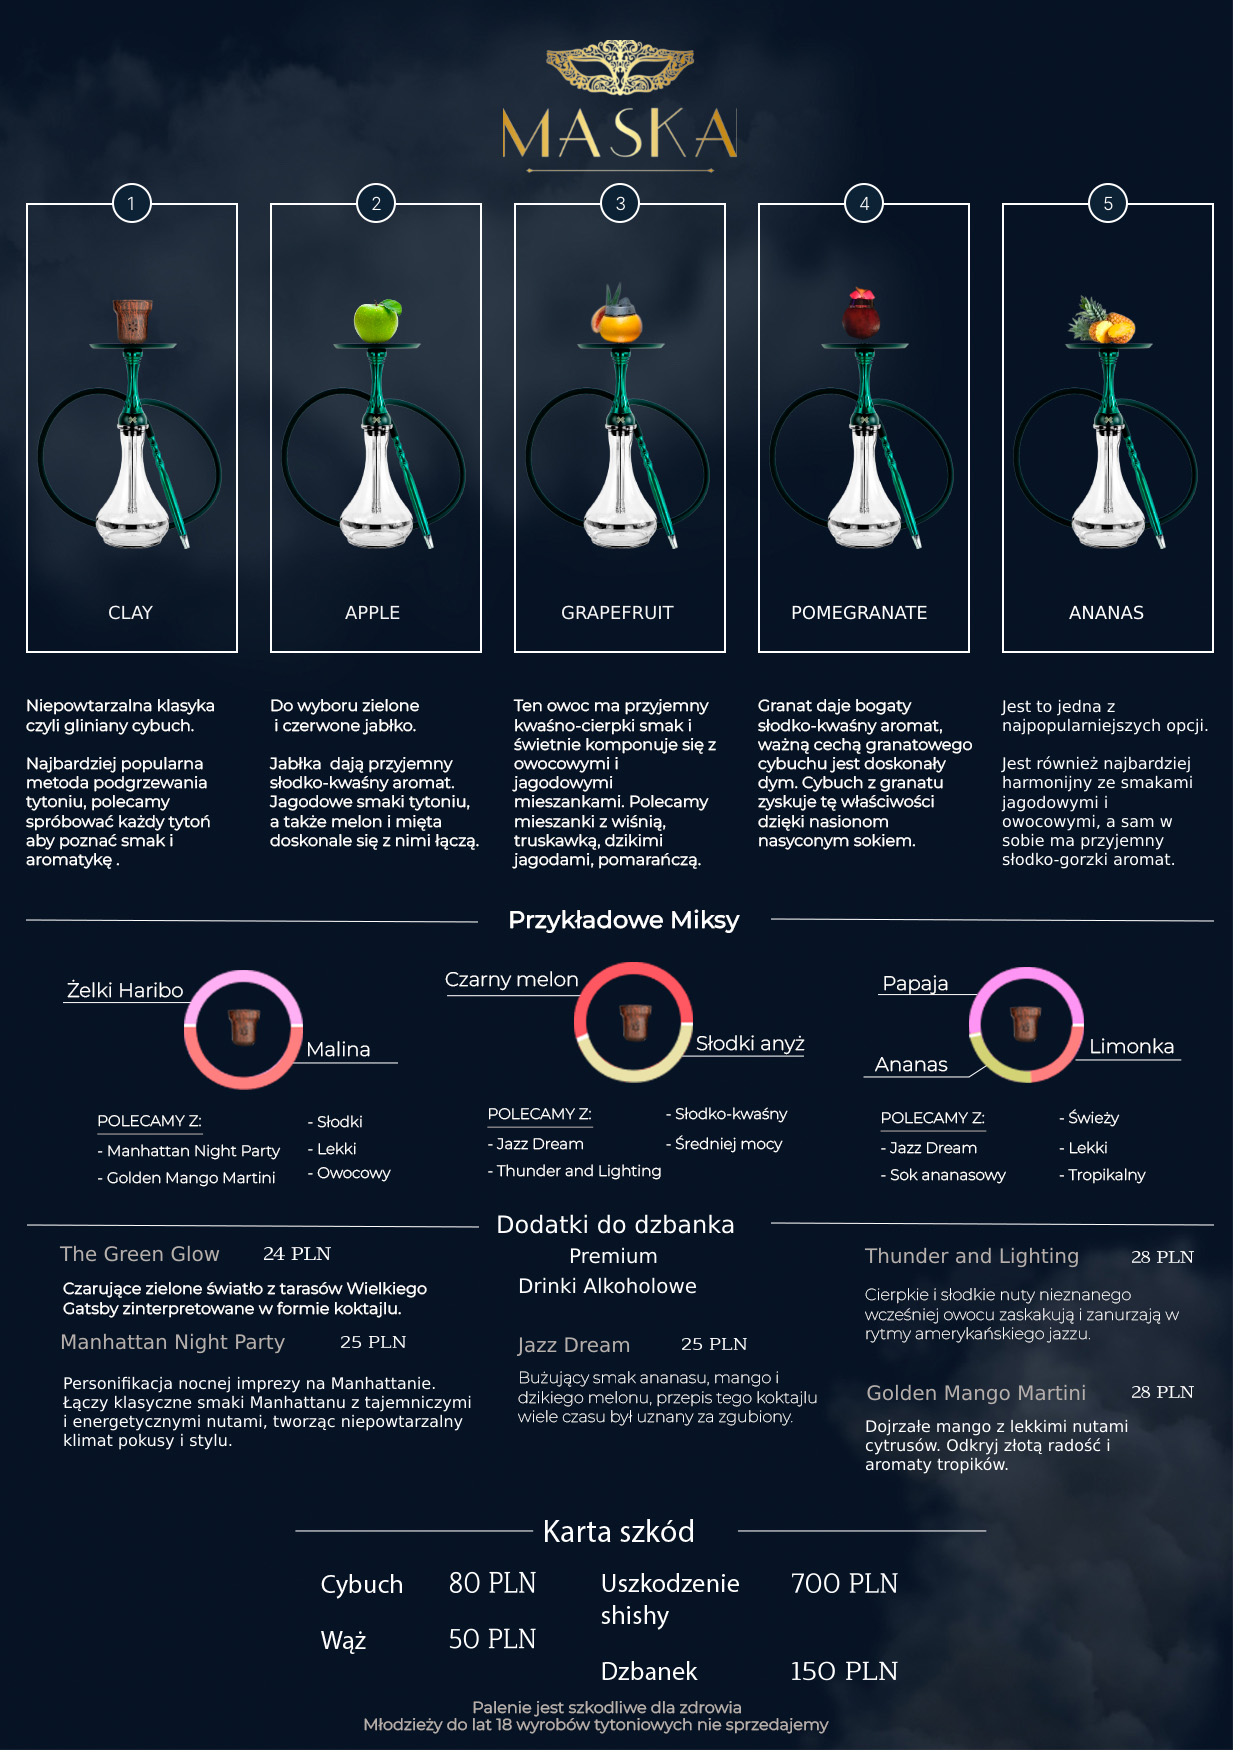 MASKA
1
2
3
4
5
CLAY
APPLE
GRAPEFRUIT
POMEGRANATE
ANANAS
Niepowtarzalna klasyka
czyli gliniany cybuch.
Najbardziej popularna
metoda podgrzewania
tytoniu, polecamy
spróbować każdy tytoń
aby poznać smak i
aromatykę .
Do wyboru zielone
i czerwone jabłko.
Jabłka dają przyjemny
słodko-kwaśny aromat.
Jagodowe smaki tytoniu,
a także melon i mięta
doskonale się z nimi łączą.
Ten owoc ma przyjemny
kwaśno-cierpki smak i
świetnie komponuje się z
owocowymi i
jagodowymi
mieszankami. Polecamy
mieszanki z wiśnią,
truskawką, dzikimi
jagodami, pomarańczą.
Granat daje bogaty
słodko-kwaśny aromat,
ważną cechą granatowego
cybuchu jest doskonały
dym. Cybuch z granatu
zyskuje tę właściwości
dzięki nasionom
nasyconym sokiem.
Jest to jedna z
najpopularniejszych opcji.
Jest również najbardziej
harmonijny ze smakami
jagodowymi i
owocowymi, a sam w
sobie ma przyjemny
słodko-gorzki aromat.
Przykładowe Miksy
Żelki Haribo
Malina
POLECAMY Z:
- Manhattan Night Party
- Golden Mango Martini
- Słodki
- Lekki
- Owocowy
Czarny melon
Słodki anyż
POLECAMY Z:
- Jazz Dream
- Thunder and Lighting
- Słodko-kwaśny
- Średniej mocy
Papaja
Limonka
Ananas
POLECAMY Z:
- Jazz Dream
- Sok ananasowy
- Świeży
- Lekki
- Tropikalny
Dodatki do dzbanka
Premium
Drinki Alkoholowe
The Green Glow 24 PLN
Czarujące zielone światło z tarasów Wielkiego
Gatsby zinterpretowane w formie koktajlu.
Manhattan Night Party 25 PLN
Personifikacja nocnej imprezy na Manhattanie.
Łączy klasyczne smaki Manhattanu z tajemniczymi
i energetycznymi nutami, tworząc niepowtarzalny
klimat pokusy i stylu.
Jazz Dream 25 PLN
Bużujący smak ananasu, mango i
dzikiego melonu, przepis tego koktajlu
wiele czasu był uznany za zgubiony.
Thunder and Lighting 28 PLN
Cierpkie i słodkie nuty nieznanego
wcześniej owocu zaskakują i zanurzają w
rytmy amerykańskiego jazzu.
Golden Mango Martini 28 PLN
Dojrzałe mango z lekkimi nutami
cytrusów. Odkryj złotą radość i
aromaty tropików.
Karta szkód
Cybuch 80 PLN
Wąż 50 PLN
Uszkodzenie 700 PLN
shishy
Dzbanek 150 PLN
Palenie jest szkodliwe dla zdrowia
Młodzieży do lat 18 wyrobów tytoniowych nie sprzedajemy